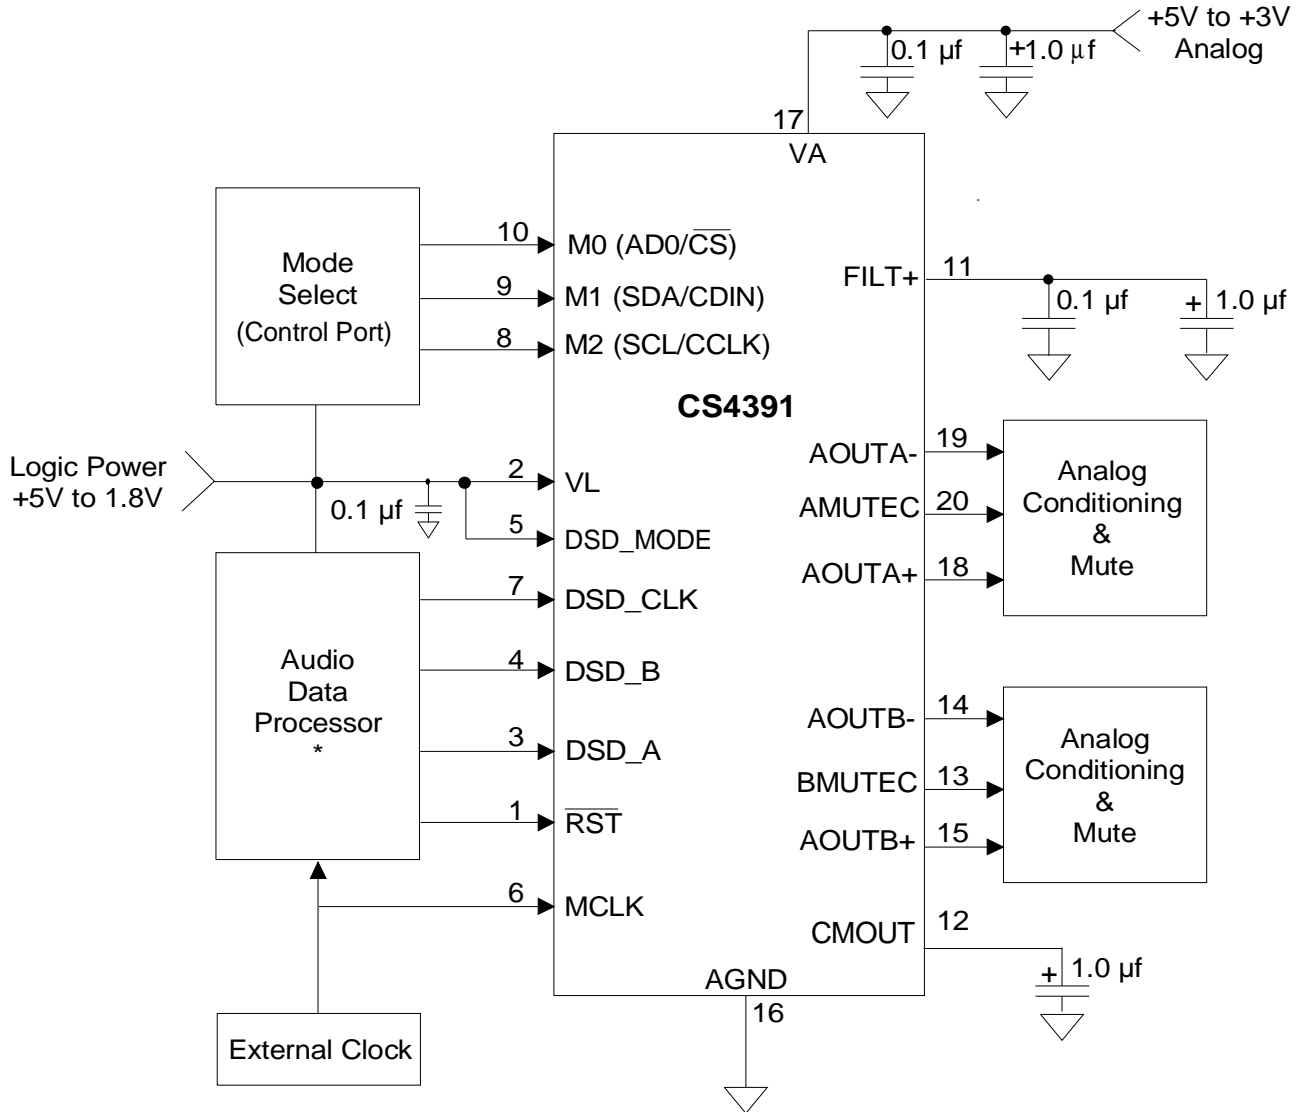 +5V to +3V
Analog
0.1 µf
+
1.0 µf
17
VA
Mode
Select
(Control Port)
10
M0 (AD0/C̅S̅)
9
M1 (SDA/CDIN)
8
M2 (SCL/CCLK)
FILT+
11
0.1 µf
+
1.0 µf
CS4391
Logic Power
+5V to 1.8V
0.1 µf
2
VL
5
DSD_MODE
AOUTA-
19
AMUTEC
20
AOUTA+
18
Analog
Conditioning
&
Mute
Audio
Data
Processor
*
7
DSD_CLK
4
DSD_B
3
DSD_A
1
R̅S̅T̅
6
MCLK
AOUTB-
14
BMUTEC
13
AOUTB+
15
Analog
Conditioning
&
Mute
CMOUT
12
+
1.0 µf
AGND
16
External Clock